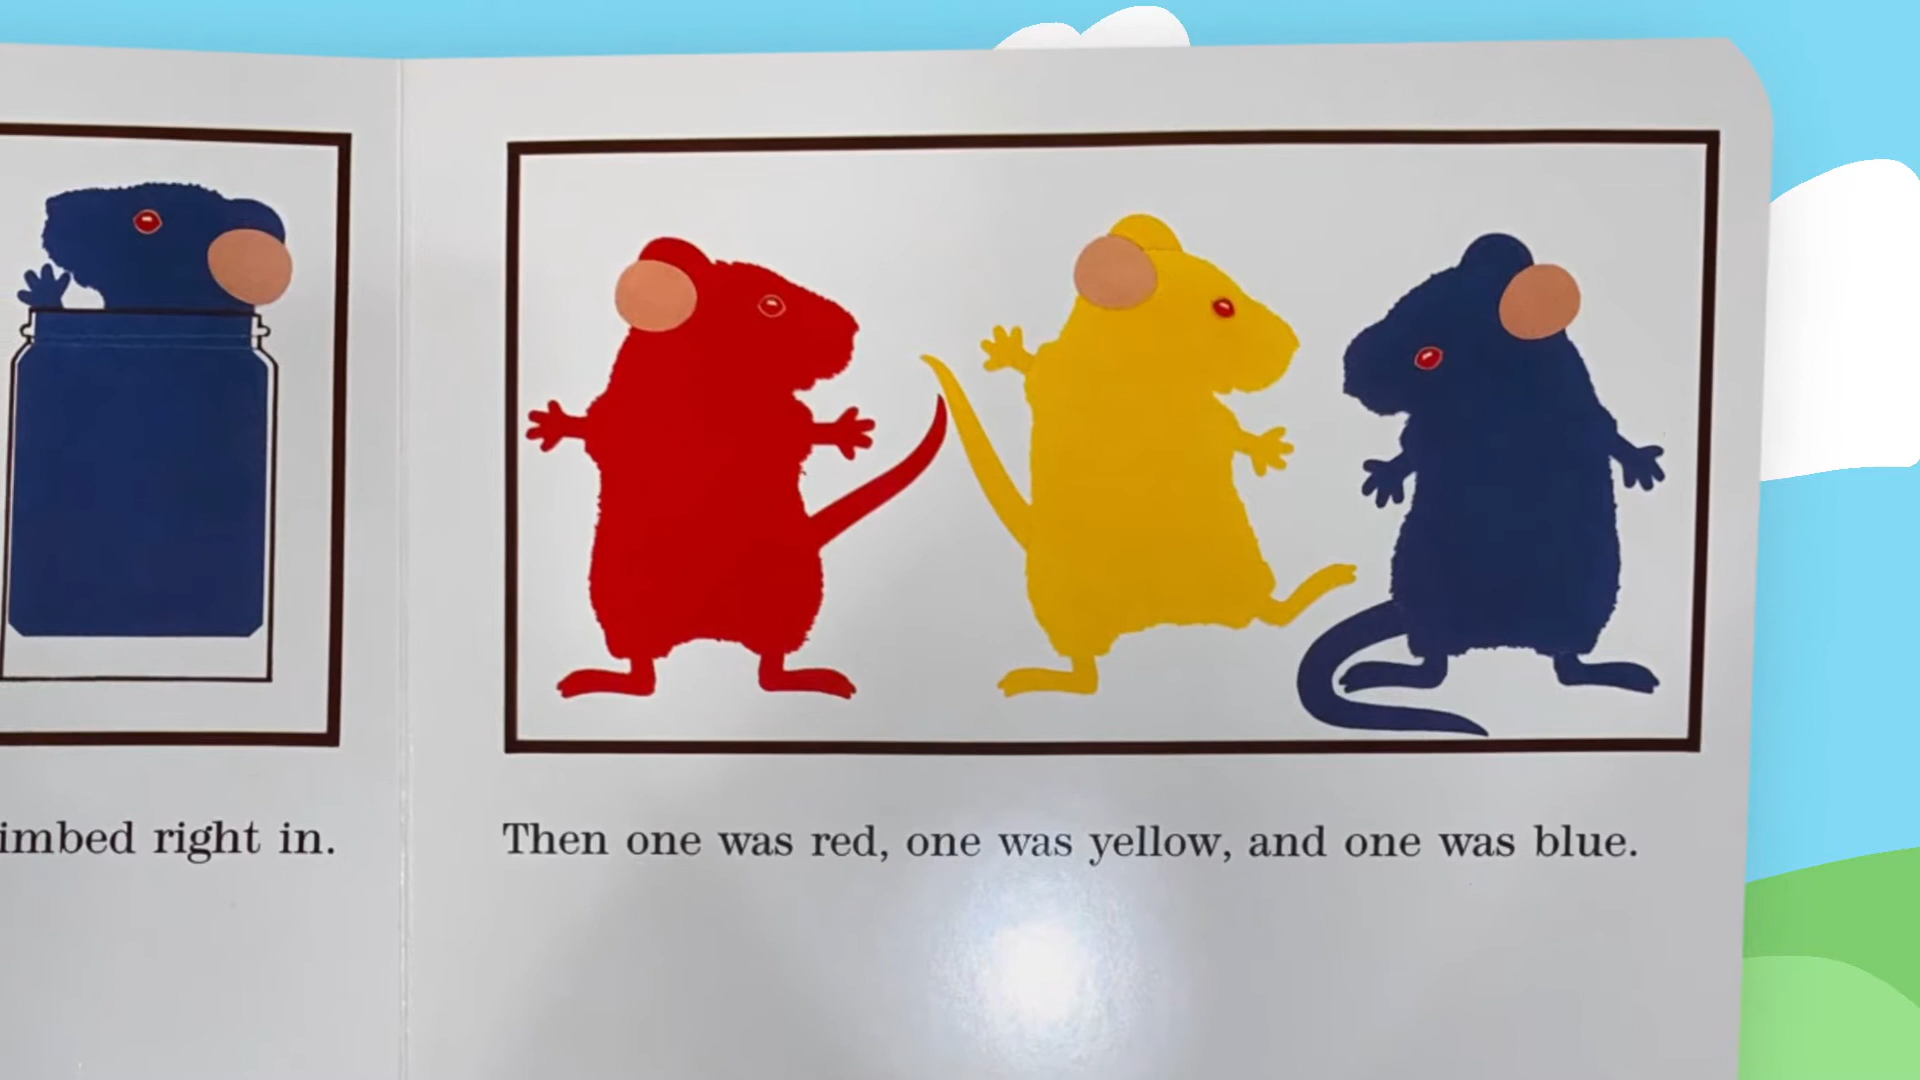 imbed right in.
Then one was red, one was yellow, and one was blue.